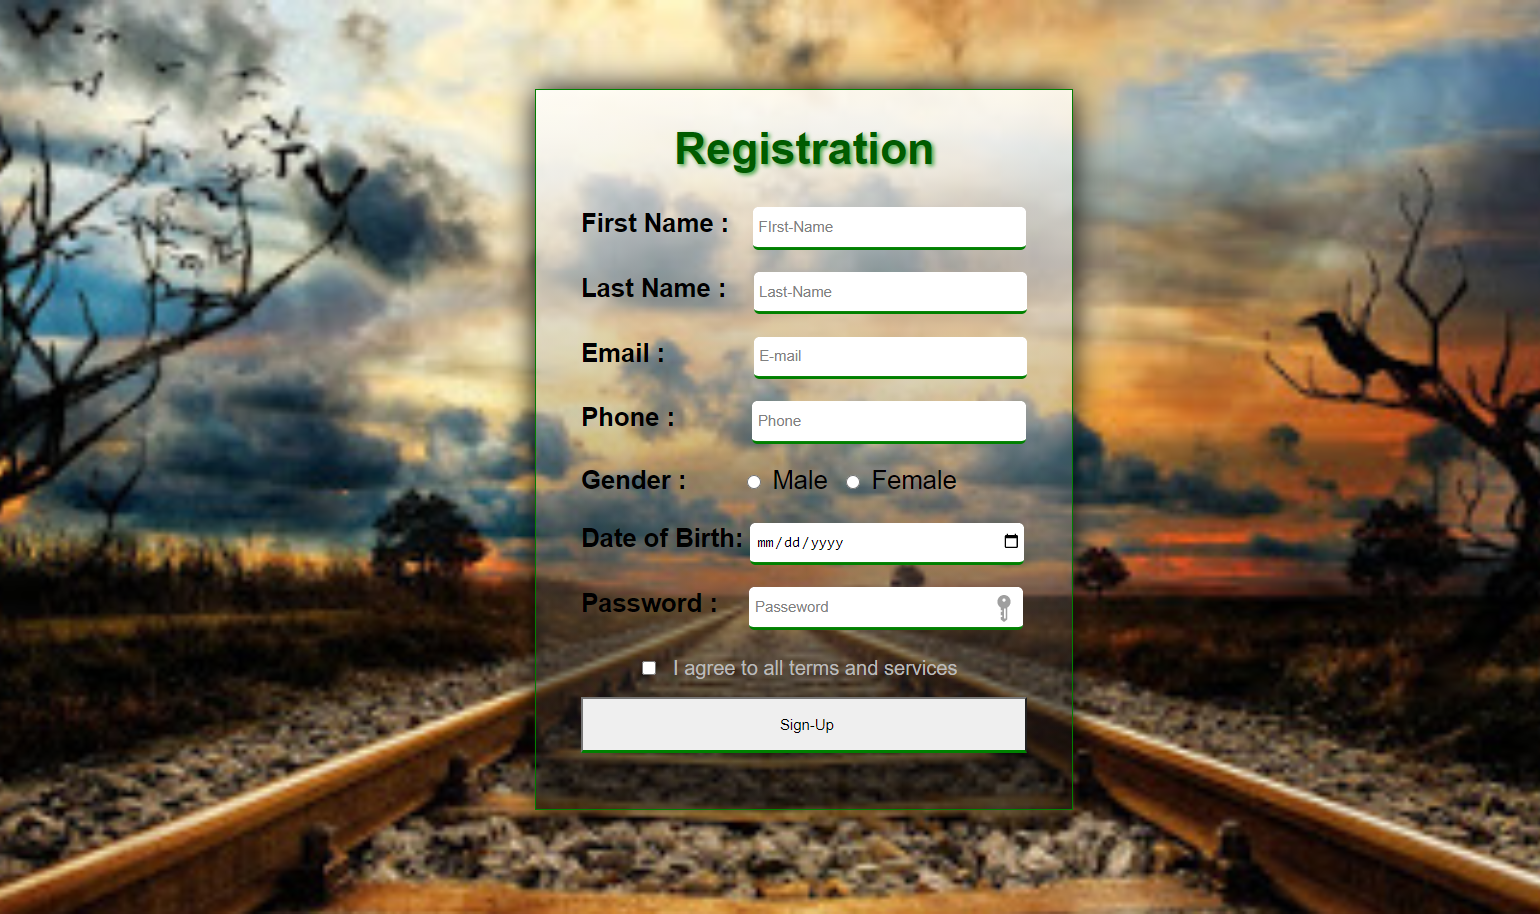 Registration
First Name : FIrst-Name
Last Name : Last-Name
Email : E-mail
Phone : Phone
Gender : Male Female
Date of Birth: mm/dd/yyyy
Password : Passeword
I agree to all terms and services
Sign-Up